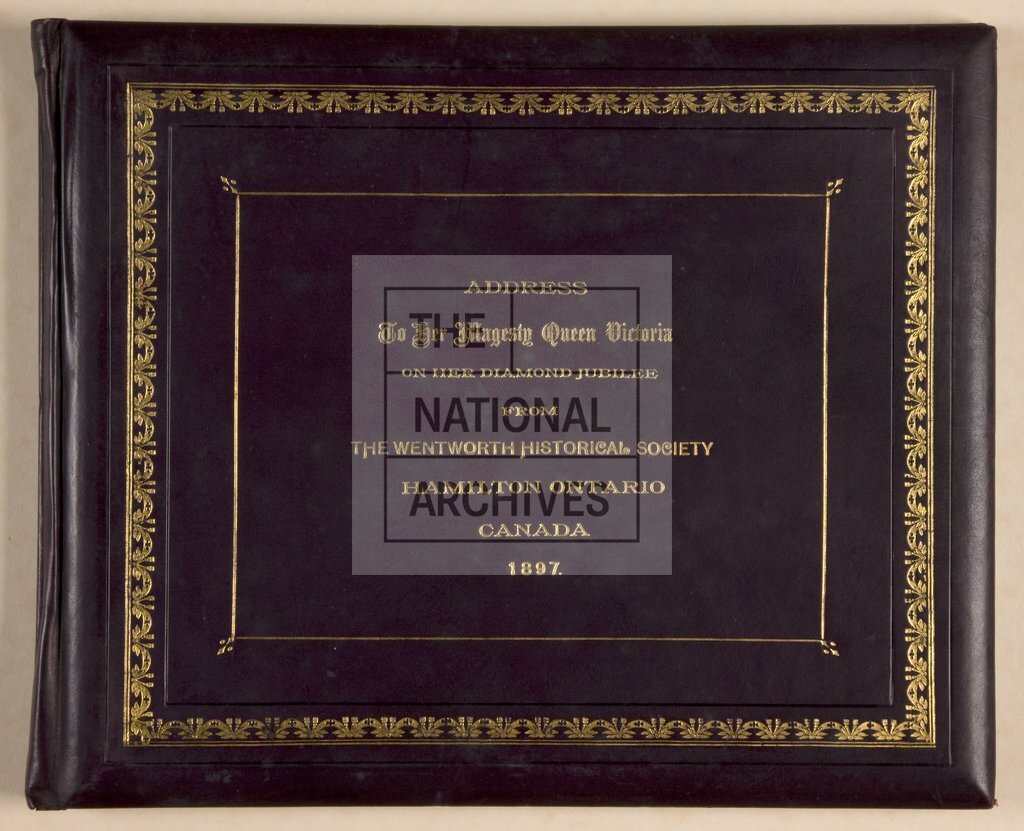 ADDRESS
To Her Magesty Queen Victoria
ON HER DIAMOND JUBILEE
FROM
THE WENTWORTH HISTORICAL SOCIETY
HAMILTON ONTARIO
CANADA
1897.
THE
NATIONAL
ARCHIVES